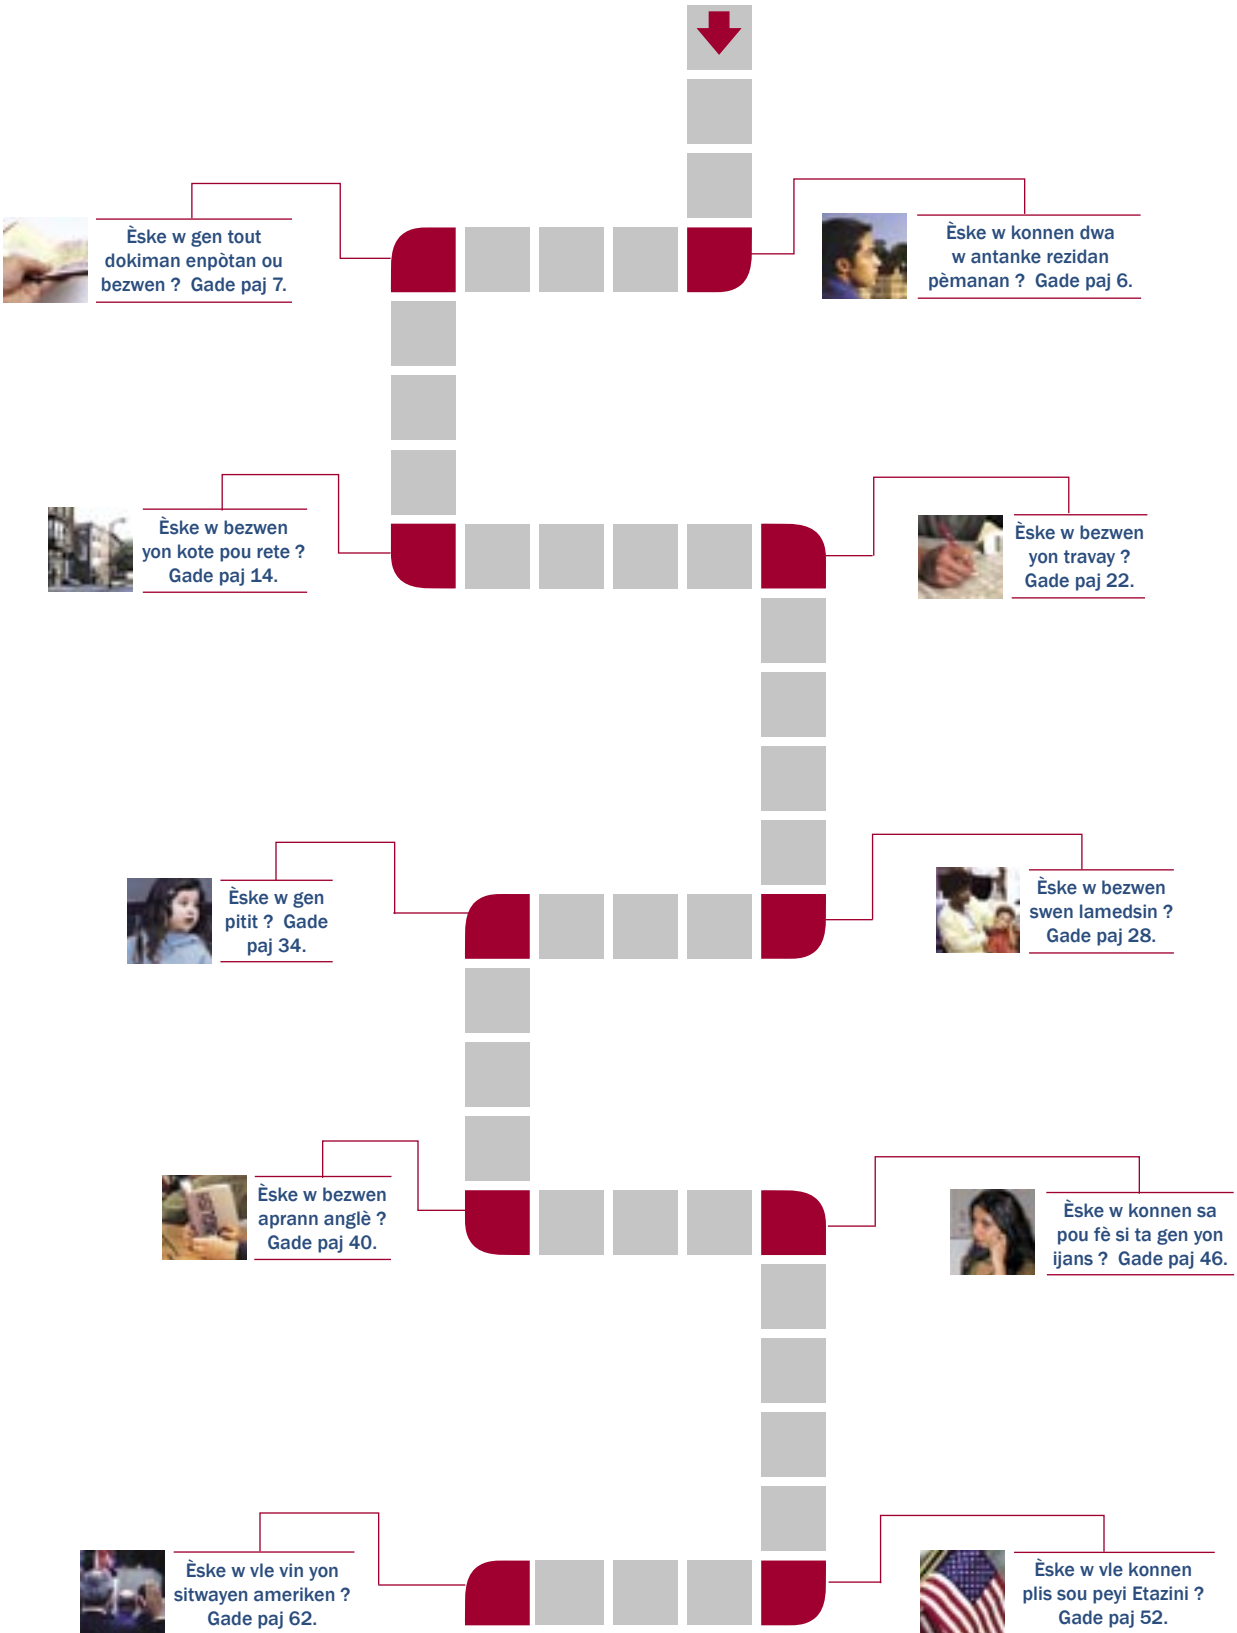 Èske w gen tout
dokiman enpòtan ou
bezwen ? Gade paj 7.
Èske w konnen dwa
w antanke rezidan
pèmanan ? Gade paj 6.
Èske w bezwen
yon kote pou rete ?
Gade paj 14.
Èske w bezwen
yon travay ?
Gade paj 22.
Èske w gen
pitit ? Gade
paj 34.
Èske w bezwen
swen lamedsin ?
Gade paj 28.
Èske w bezwen
aprann anglè ?
Gade paj 40.
Èske w konnen sa
pou fè si ta gen yon
ijans ? Gade paj 46.
Èske w vle vin yon
sitwayen ameriken ?
Gade paj 62.
Èske w vle konnen
plis sou peyi Etazini ?
Gade paj 52.